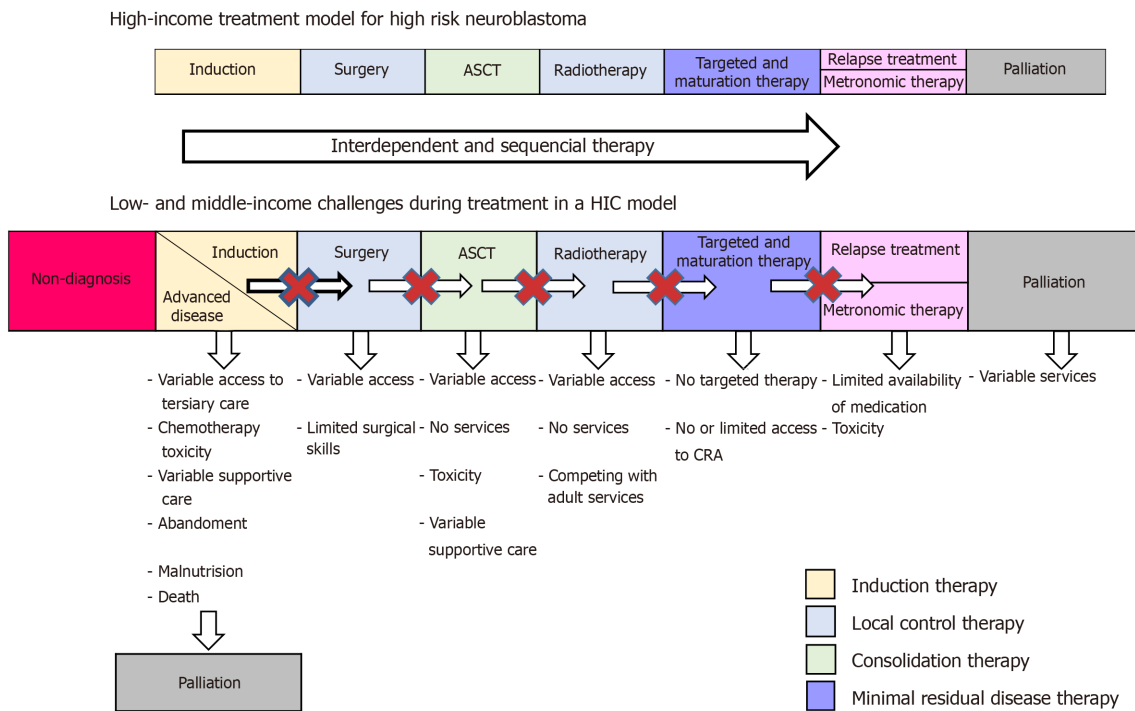 High-income treatment model for high risk neuroblastoma
Induction
Surgery
ASCT
Radiotherapy
Targeted and
maturation therapy
Relapse treatment
Metronomic therapy
Palliation
Interdependent and sequencial therapy
Low- and middle-income challenges during treatment in a HIC model
Non-diagnosis
Induction
Advanced
disease
Surgery
ASCT
Radiotherapy
Targeted and
maturation therapy
Relapse treatment
Metronomic therapy
Palliation
- Variable access to
tertiary care
- Chemotherapy
toxicity
- Variable supportive
care
- Abandoment
- Malnutrision
- Death
Palliation
- Variable access
- Limited surgical
skills
- Variable access
- No services
- Toxicity
- Variable
supportive care
- Variable access
- No services
- Competing with
adult services
- No targeted therapy
- No or limited access
to CRA
- Limited availability
of medication
- Toxicity
- Variable services
Induction therapy
Local control therapy
Consolidation therapy
Minimal residual disease therapy